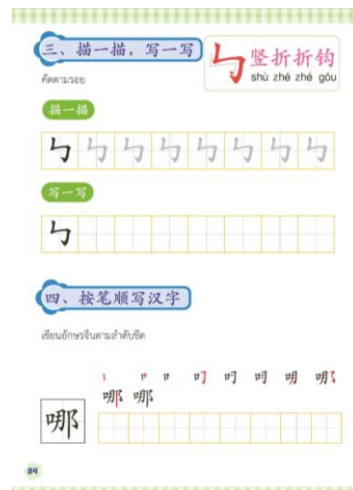 三、描一描，写一写
ㄣ 竖折折钩
shù zhé zhé gōu
คัดตามรอย
描一描
ㄣ ㄣ ㄣ ㄣ ㄣ ㄣ ㄣ ㄣ
写一写
ㄣ
四、按笔顺写汉字
เขียนอักษรจีนตามลำดับขีด
哪 哪
哪
84